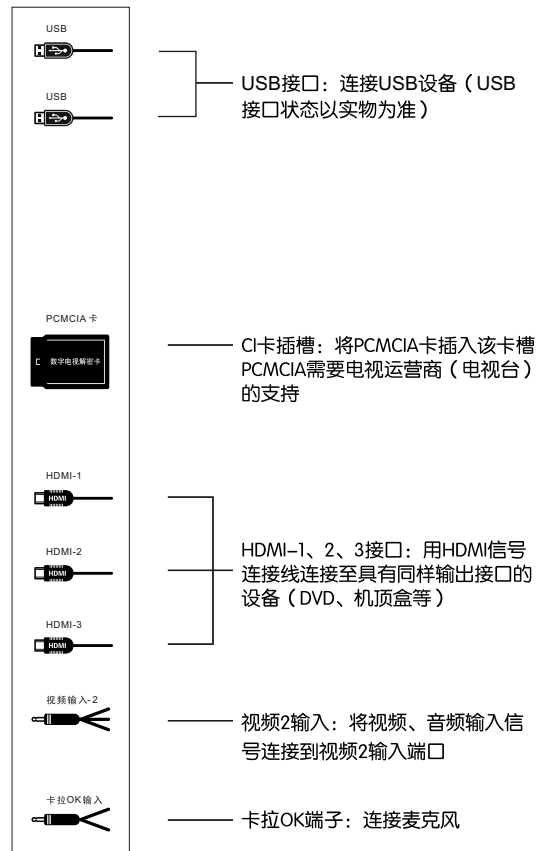 USB
USB
USB接口：连接USB设备（USB
接口状态以实物为准）
PCMCIA 卡
数字电视解密卡
CI卡插槽：将PCMCIA卡插入该卡槽
PCMCIA需要电视运营商（电视台）
的支持
HDMI-1
HDMI
HDMI-2
HDMI
HDMI-3
HDMI
HDMI-1、2、3接口：用HDMI信号
连接线连接至具有同样输出接口的
设备（DVD、机顶盒等）
视频输入-2
视频2输入：将视频、音频输入信
号连接到视频2输入端口
卡拉OK输入
卡拉OK端子：连接麦克风